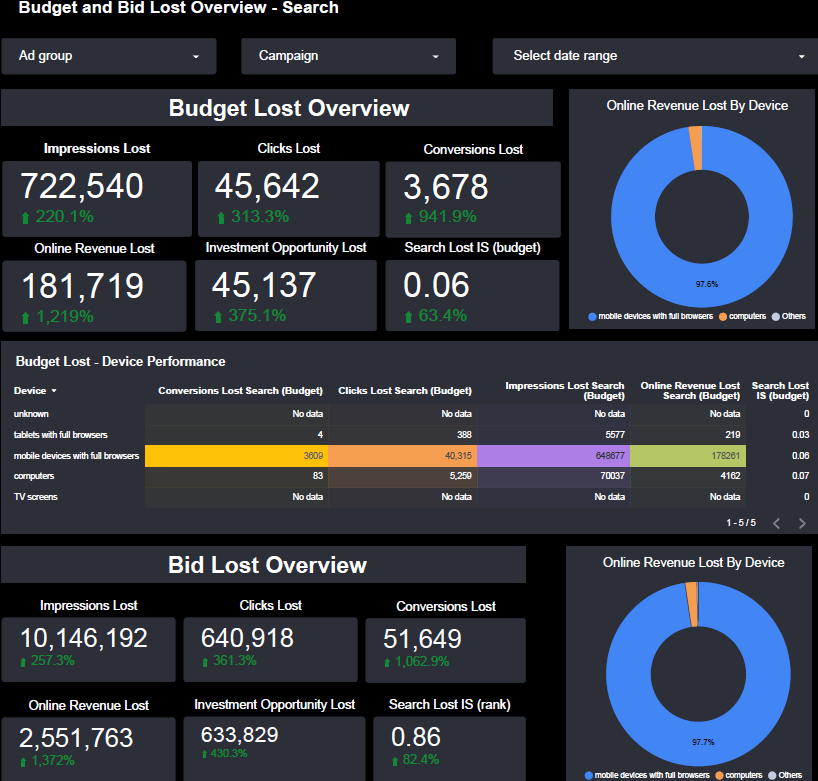 Budget and Bid Lost Overview - Search
Ad group
Campaign
Select date range
Budget Lost Overview
Impressions Lost
722,540
220.1%
Clicks Lost
45,642
313.3%
Conversions Lost
3,678
941.9%
Online Revenue Lost
181,719
1,219%
Investment Opportunity Lost
45,137
375.1%
Search Lost IS (budget)
0.06
63.4%
Online Revenue Lost By Device
97.6%
mobile devices with full browsers computers Others
Budget Lost - Device Performance
Device Conversions Lost Search (Budget) Clicks Lost Search (Budget) Impressions Lost Search (Budget) Online Revenue Lost Search (Budget) Search Lost IS (budget)
unknown No data No data No data No data 0
tablets with full browsers 4 388 5577 219 0.03
mobile devices with full browsers 3609 40,315 648677 178261 0.06
computers 83 5,259 70037 4162 0.07
TV screens No data No data No data No data 0
1 - 5 / 5
Bid Lost Overview
Impressions Lost
10,146,192
257.3%
Clicks Lost
640,918
361.3%
Conversions Lost
51,649
1,062.9%
Online Revenue Lost
2,551,763
1,372%
Investment Opportunity Lost
633,829
430.3%
Search Lost IS (rank)
0.86
82.4%
Online Revenue Lost By Device
97.7%
mobile devices with full browsers computers Others